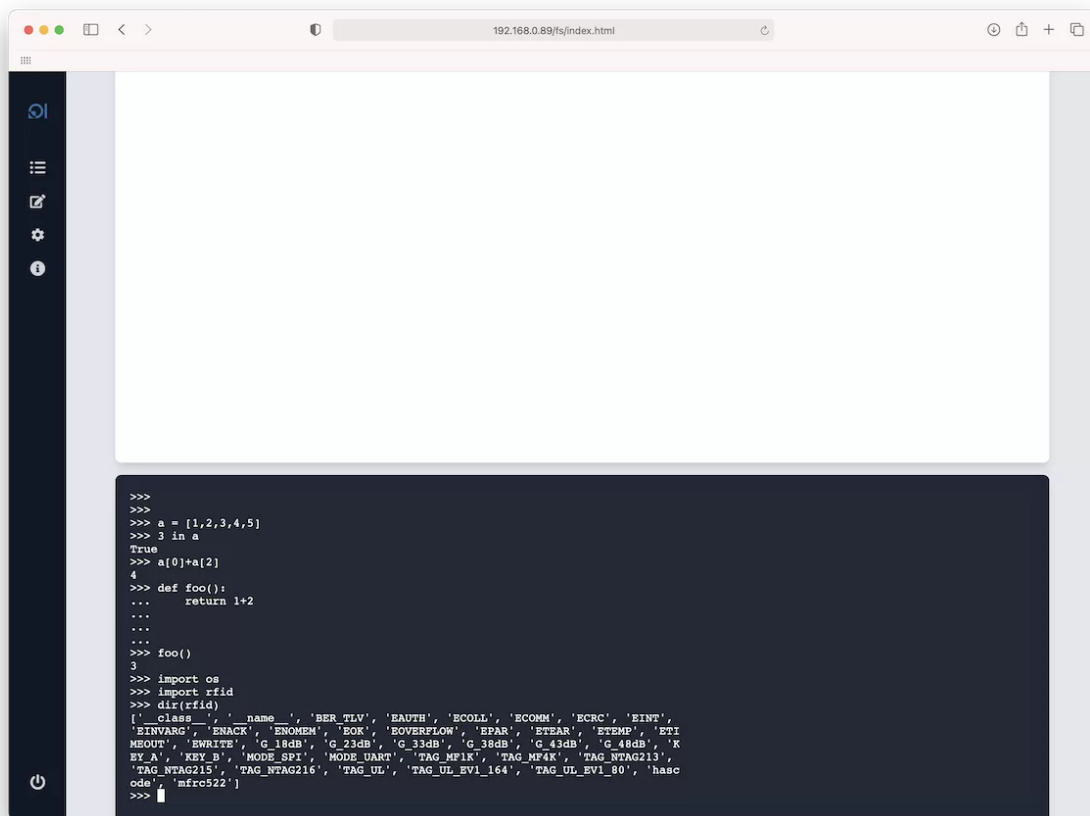 192.168.0.89/fs/index.html
>>>
>>>
>>> a = [1,2,3,4,5]
>>> 3 in a
True
>>> a[0]+a[2]
4
>>> def foo():
...     return 1+2
...
...
...
>>> foo()
3
>>> import os
>>> import rfid
>>> dir(rfid)
['__class__', '__name__', 'BER_TLV', 'EAUTH', 'ECOLL', 'ECOMM', 'ECRC', 'EINT',
'EINVARG', 'ENACK', 'ENOMEM', 'EOK', 'EOVERFLOW', 'EPAR', 'ETEAR', 'ETEMP', 'ETI
MEOUT', 'EWRITE', 'G_18dB', 'G_23dB', 'G_33dB', 'G_38dB', 'G_43dB', 'G_48dB', 'K
EY_A', 'KEY_B', 'MODE_SPI', 'MODE_UART', 'TAG_MF1K', 'TAG_MF4K', 'TAG_NTAG213',
'TAG_NTAG215', 'TAG_NTAG216', 'TAG_UL', 'TAG_UL_EV1_164', 'TAG_UL_EV1_80', 'hasc
ode', 'mfrc522']
>>>